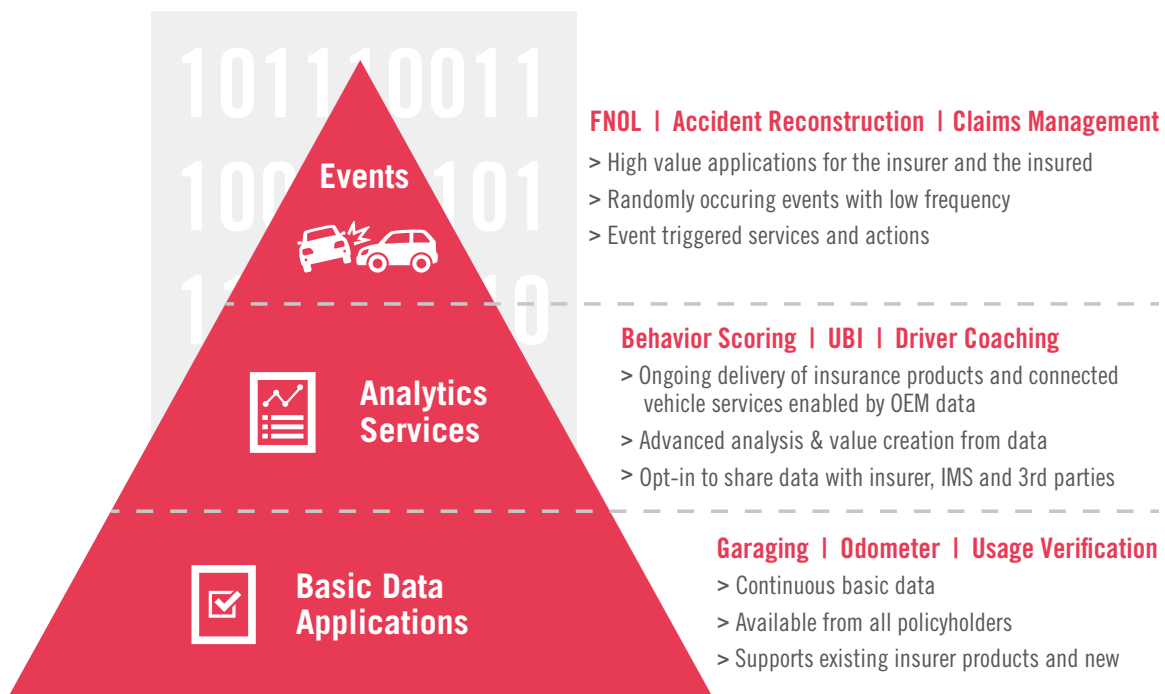 101110011
Events
FNOL | Accident Reconstruction | Claims Management
> High value applications for the insurer and the insured
> Randomly occuring events with low frequency
> Event triggered services and actions
Analytics
Services
Behavior Scoring | UBI | Driver Coaching
> Ongoing delivery of insurance products and connected
vehicle services enabled by OEM data
> Advanced analysis & value creation from data
> Opt-in to share data with insurer, IMS and 3rd parties
Basic Data
Applications
Garaging | Odometer | Usage Verification
> Continuous basic data
> Available from all policyholders
> Supports existing insurer products and new